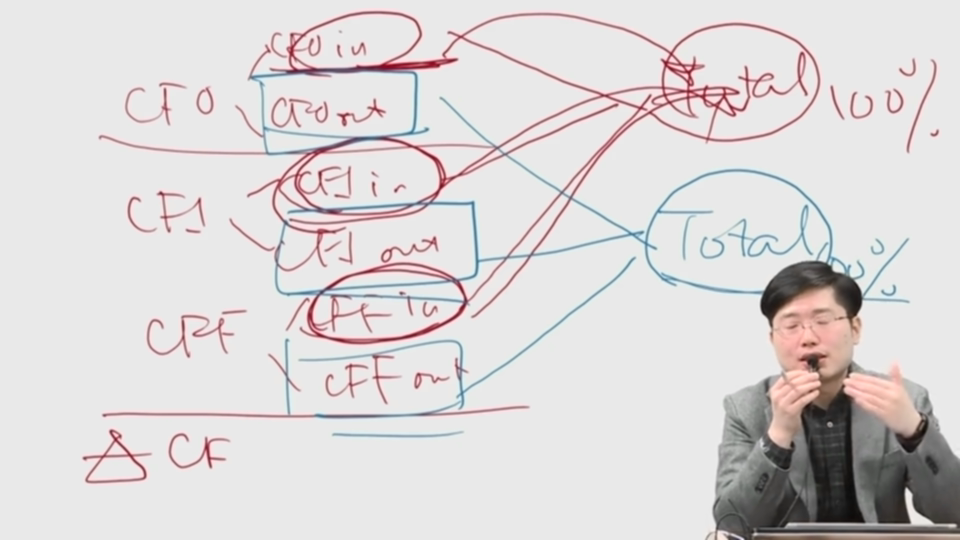 CFO in
CFO
CFO out
Total 100%
CFI in
CFI
CFI out
Total 100%
CFF in
CFF
CFF out
△ CF